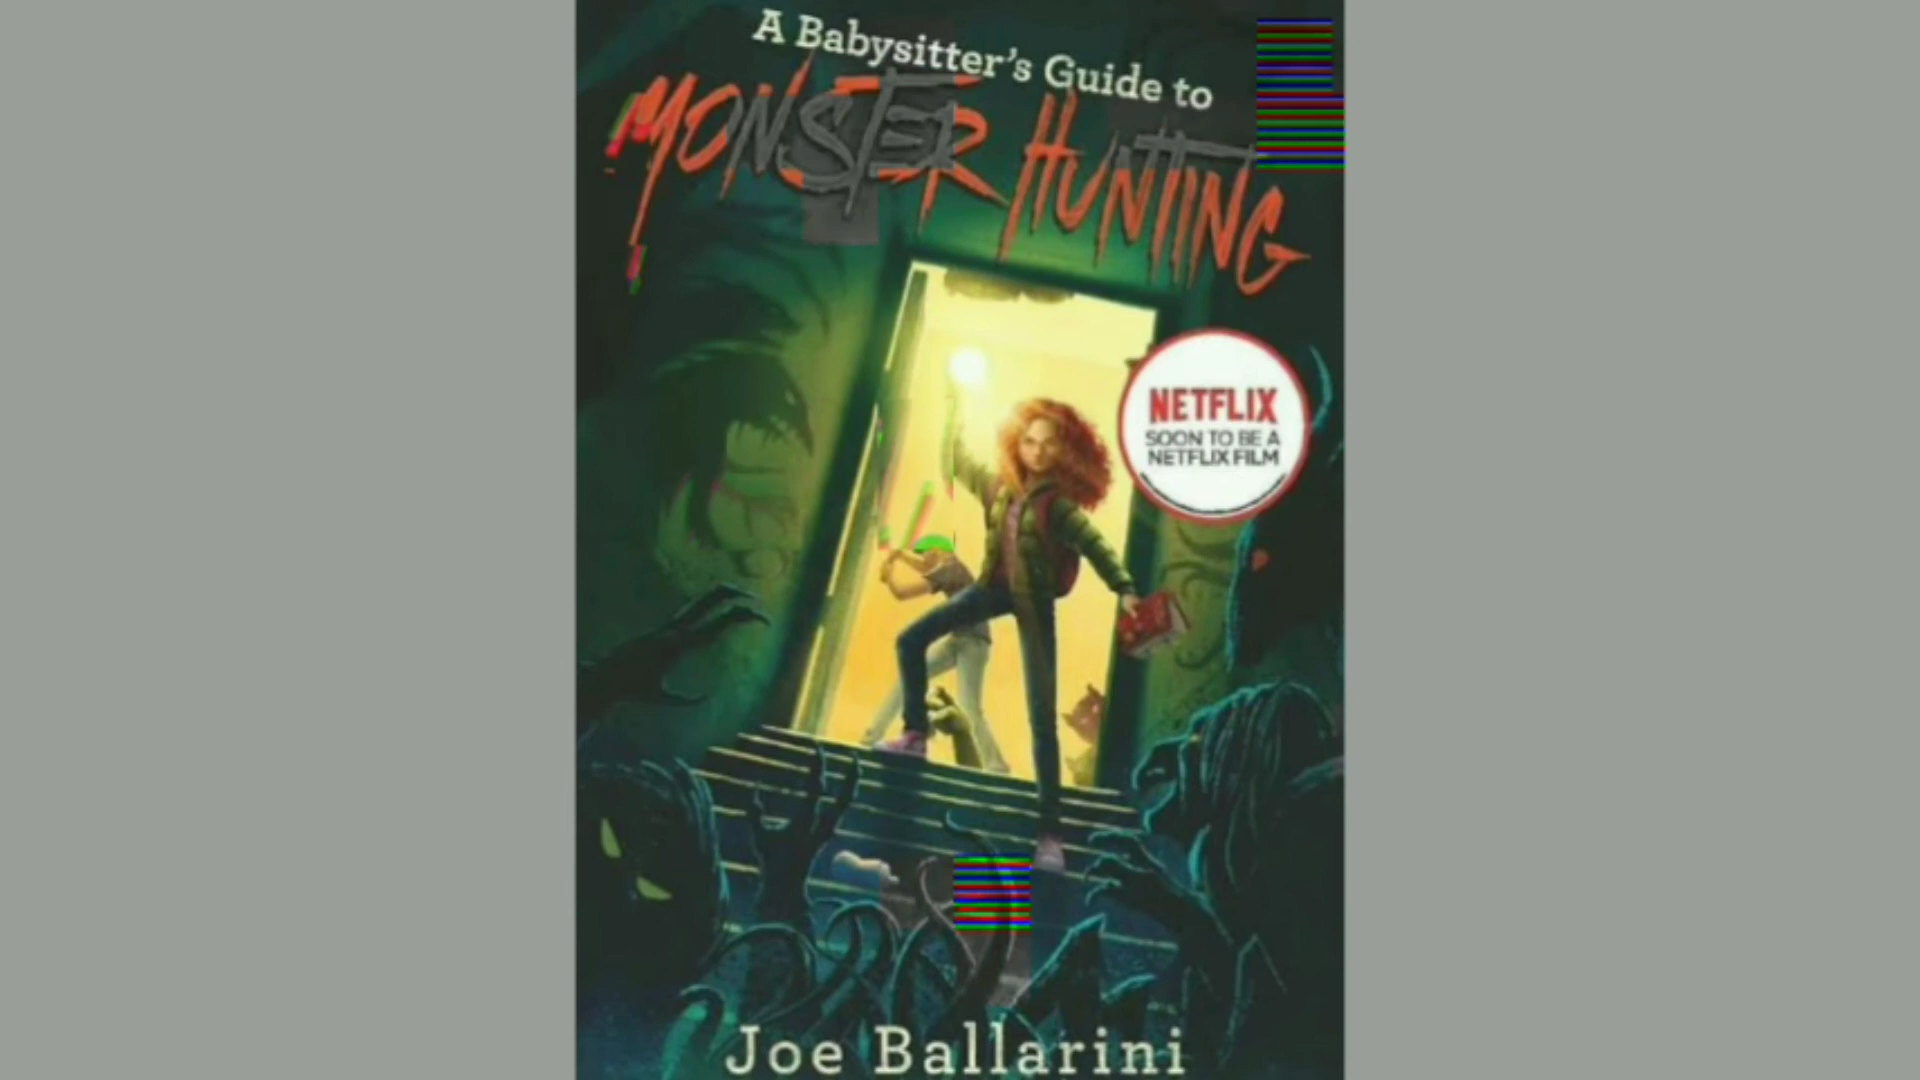 A Babysitter's Guide to
MONSTER HUNTING
NETFLIX
SOON TO BE A
NETFLIX FILM
Joe Ballarini